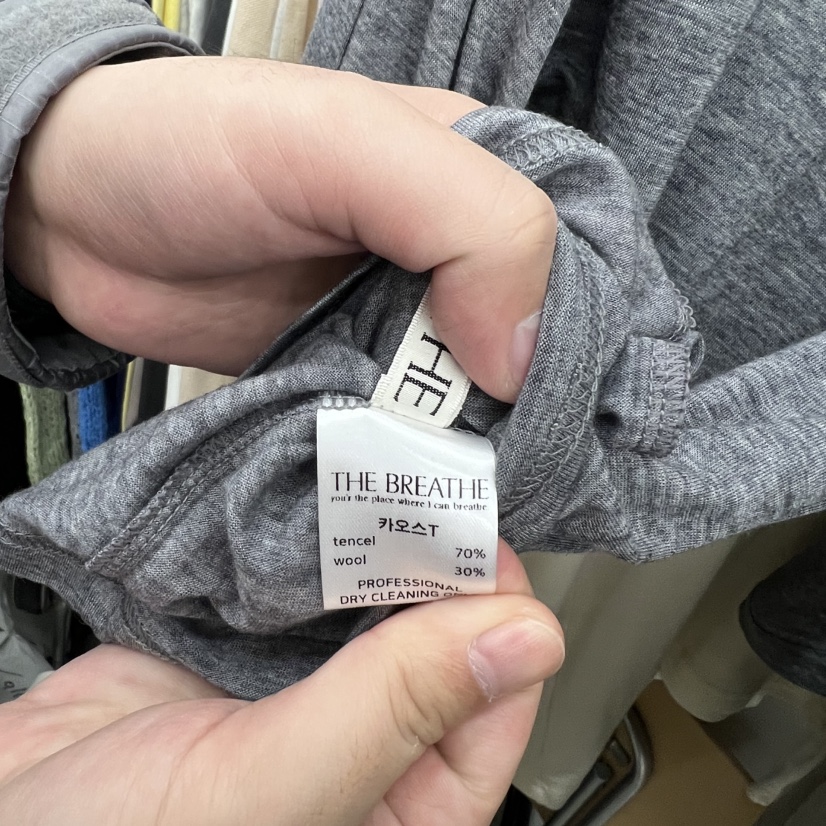 HE
THE BREATHE
you'r the place where i can breathe
카오스T
tencel 70%
wool 30%
PROFESSIONAL
DRY CLEANING